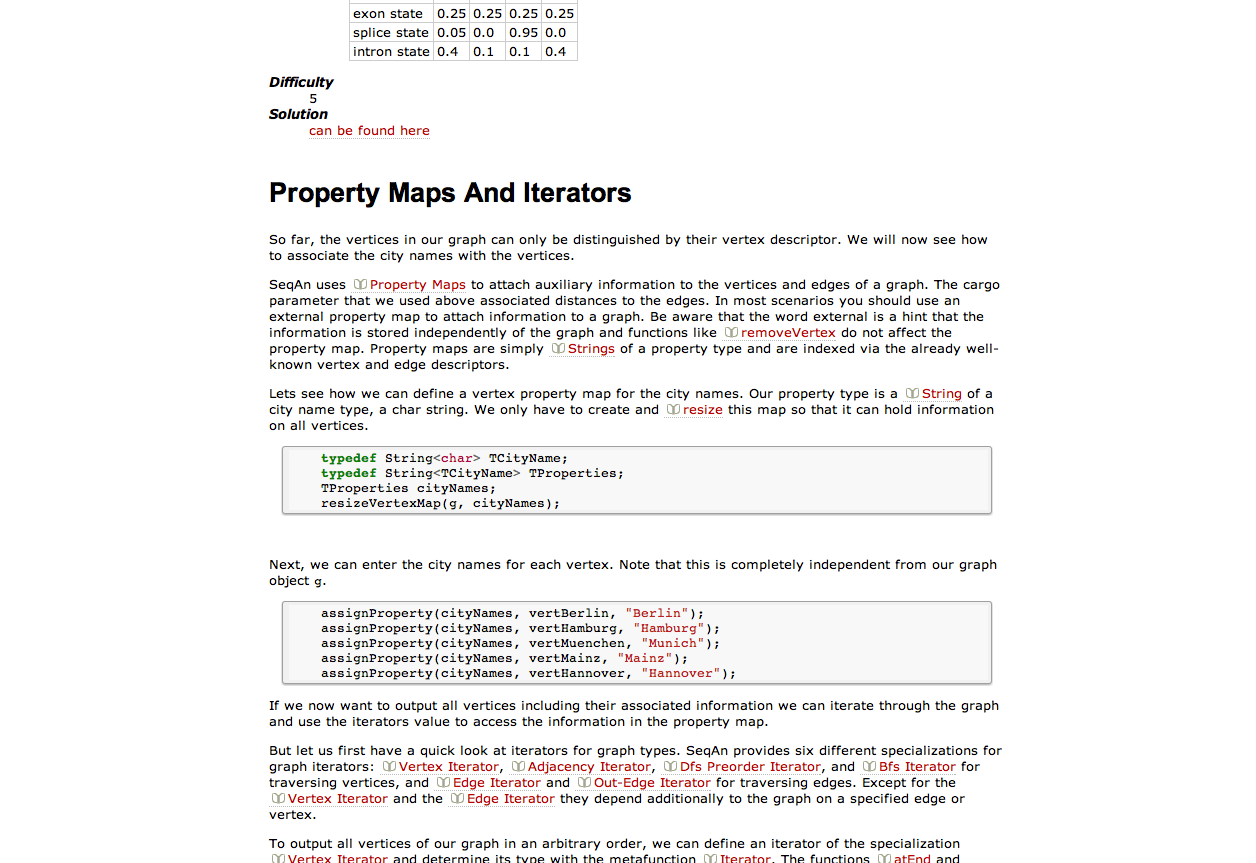 exon state 0.25 0.25 0.25 0.25
splice state 0.05 0.0 0.95 0.0
intron state 0.4 0.1 0.1 0.4
Difficulty
5
Solution
can be found here
Property Maps And Iterators
So far, the vertices in our graph can only be distinguished by their vertex descriptor. We will now see how
to associate the city names with the vertices.
SeqAn uses Property Maps to attach auxiliary information to the vertices and edges of a graph. The cargo
parameter that we used above associated distances to the edges. In most scenarios you should use an
external property map to attach information to a graph. Be aware that the word external is a hint that the
information is stored independently of the graph and functions like removeVertex do not affect the
property map. Property maps are simply Strings of a property type and are indexed via the already well-
known vertex and edge descriptors.
Lets see how we can define a vertex property map for the city names. Our property type is a String of a
city name type, a char string. We only have to create and resize this map so that it can hold information
on all vertices.
typedef String<char> TCityName;
typedef String<TCityName> TProperties;
TProperties cityNames;
resizeVertexMap(g, cityNames);
Next, we can enter the city names for each vertex. Note that this is completely independent from our graph
object g.
assignProperty(cityNames, vertBerlin, "Berlin");
assignProperty(cityNames, vertHamburg, "Hamburg");
assignProperty(cityNames, vertMuenchen, "Munich");
assignProperty(cityNames, vertMainz, "Mainz");
assignProperty(cityNames, vertHannover, "Hannover");
If we now want to output all vertices including their associated information we can iterate through the graph
and use the iterators value to access the information in the property map.
But let us first have a quick look at iterators for graph types. SeqAn provides six different specializations for
graph iterators: Vertex Iterator, Adjacency Iterator, Dfs Preorder Iterator, and Bfs Iterator for
traversing vertices, and Edge Iterator and Out-Edge Iterator for traversing edges. Except for the
Vertex Iterator and the Edge Iterator they depend additionally to the graph on a specified edge or
vertex.
To output all vertices of our graph in an arbitrary order, we can define an iterator of the specialization
Vertex Iterator and determine its type with the metafunction Iterator. The functions atEnd and